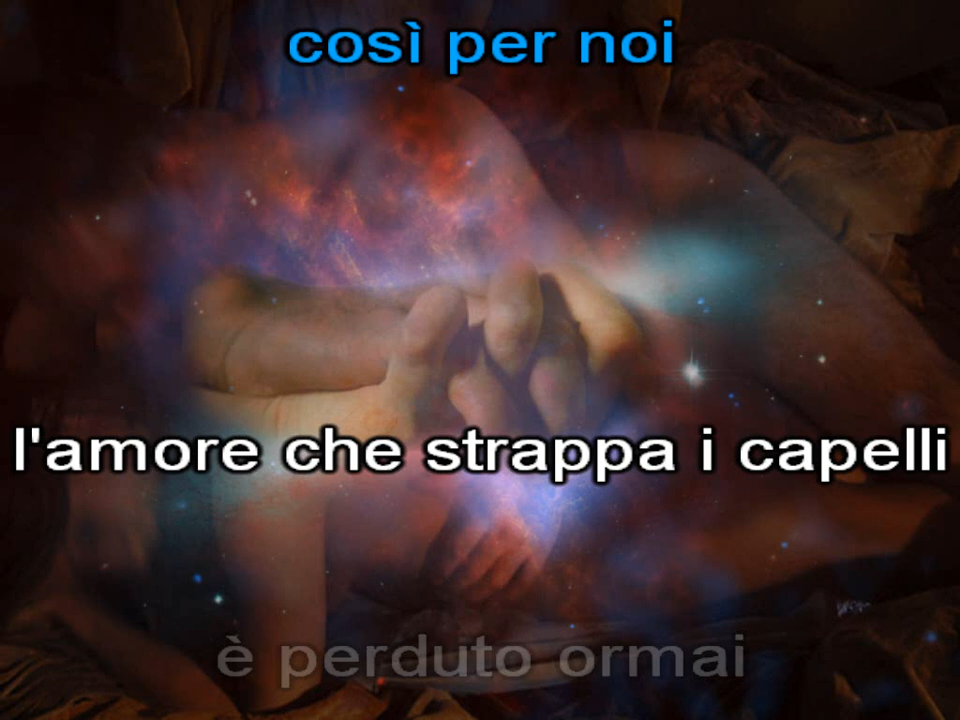 così per noi
l'amore che strappa i capelli
è perduto ormai